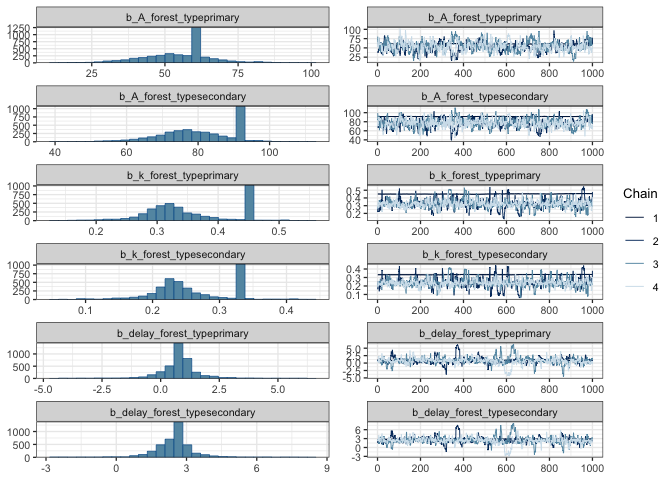 b_A_forest_typeprimary
1250
1000
750
500
250
0
25 50 75 100
b_A_forest_typeprimary
100
75
50
25
0 200 400 600 800 1000
b_A_forest_typesecondary
1000
750
500
250
0
40 60 80 100
b_A_forest_typesecondary
100
80
60
40
0 200 400 600 800 1000
b_k_forest_typeprimary
1000
750
500
250
0
0.2 0.3 0.4 0.5
b_k_forest_typeprimary
0.5
0.4
0.3
0.2
0 200 400 600 800 1000
b_k_forest_typesecondary
1000
750
500
250
0
0.1 0.2 0.3 0.4
b_k_forest_typesecondary
0.4
0.3
0.2
0.1
0 200 400 600 800 1000
b_delay_forest_typeprimary
1000
500
0
-5.0 -2.5 0.0 2.5 5.0
b_delay_forest_typeprimary
5.0
2.5
0.0
-2.5
-5.0
0 200 400 600 800 1000
b_delay_forest_typesecondary
1000
500
0
-3 0 3 6 9
b_delay_forest_typesecondary
6
3
0
-3
0 200 400 600 800 1000
Chain
1
2
3
4